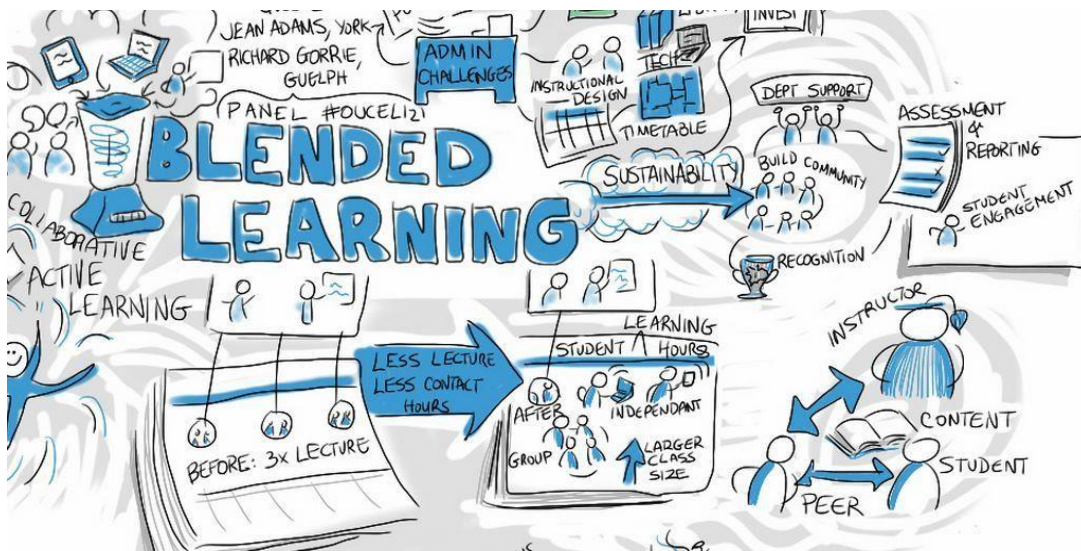 JEAN ADAMS, YORK
RICHARD GORRIE,
GUELPH
PANEL #OUCEL121
BLENDED
LEARNING
COLLABORATIVE
ACTIVE
LEARNING
ADMIN
CHALLENGES
INSTRUCTIONAL
DESIGN
TECH
TIMETABLE
SUSTAINABILITY
DEPT SUPPORT
BUILD COMMUNITY
RECOGNITION
ASSESSMENT
&
REPORTING
STUDENT
ENGAGEMENT
BEFORE: 3X LECTURE
LESS LECTURE
LESS CONTACT
HOURS
LEARNING
STUDENT ^ HOURS
AFTER
INDEPENDANT
GROUP
LARGER
CLASS
SIZE
INSTRUCTOR
CONTENT
STUDENT
PEER